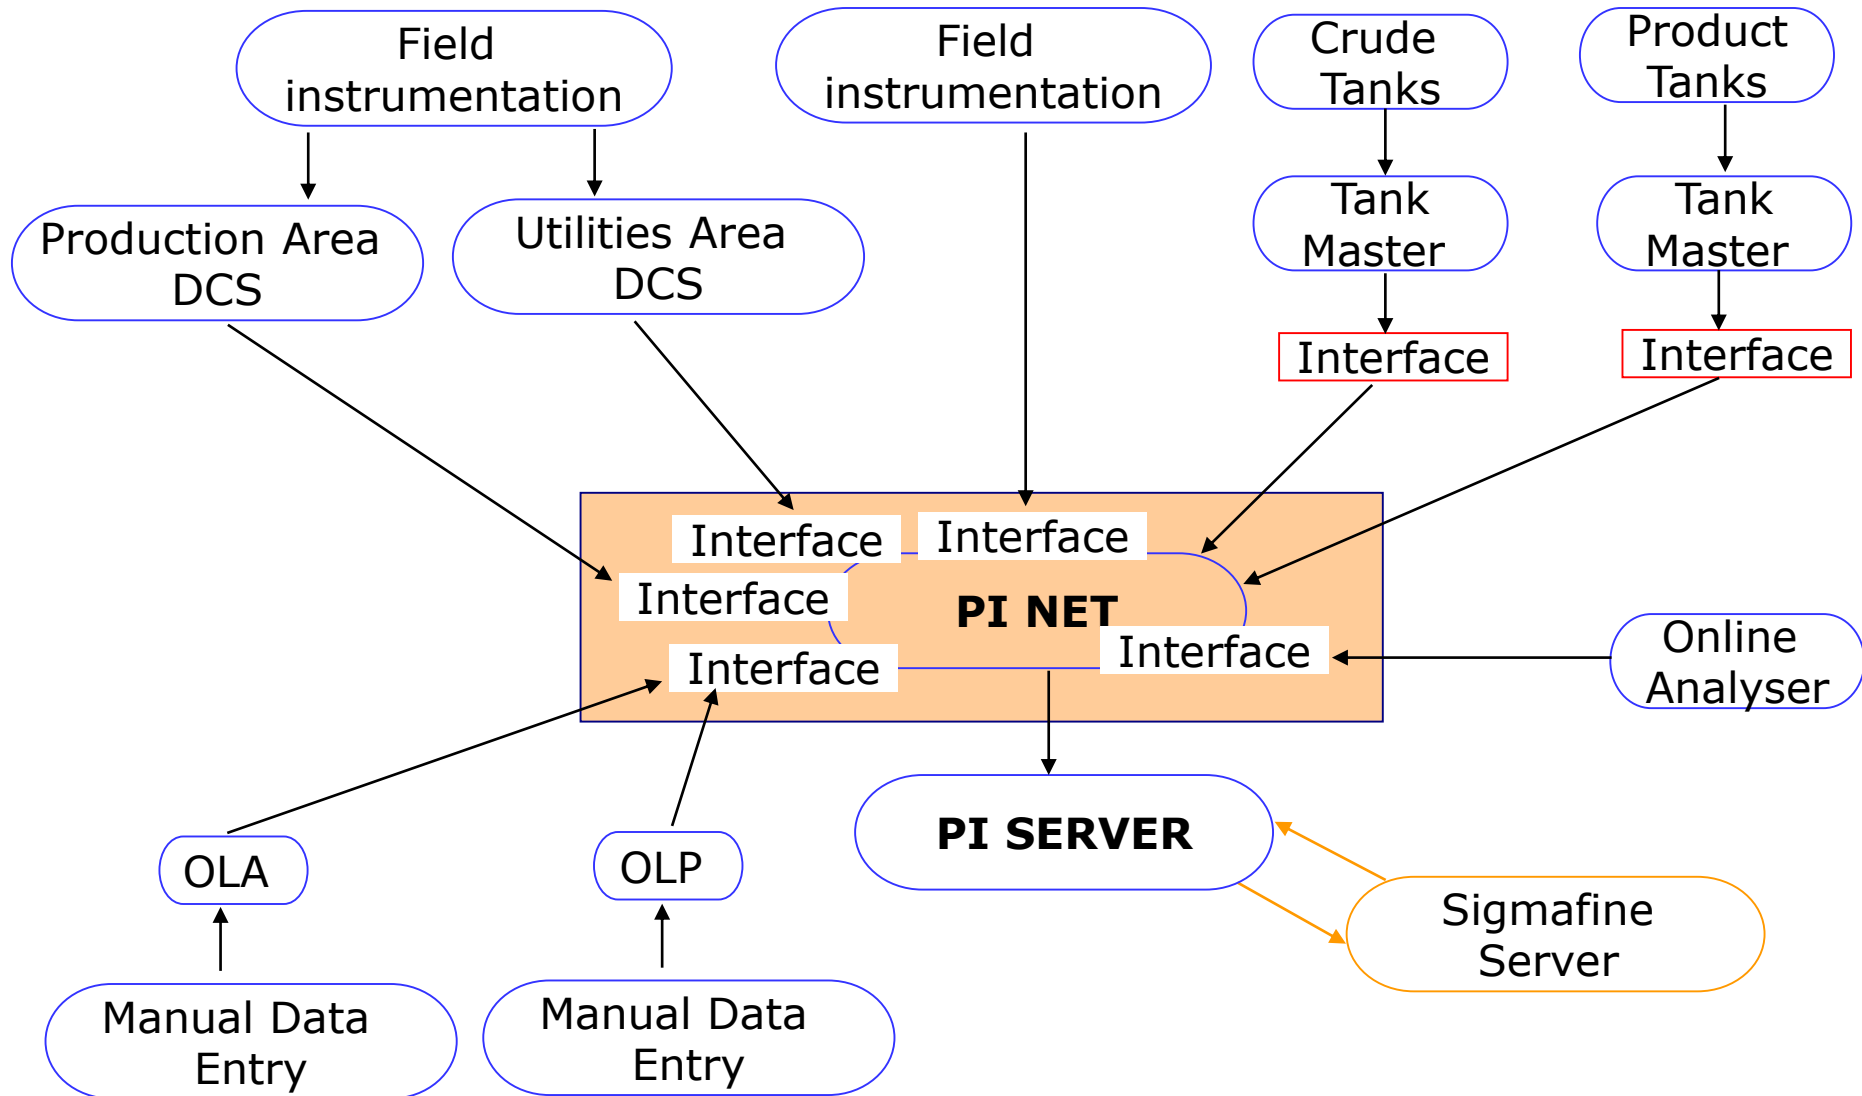 Field
instrumentation
Field
instrumentation
Crude
Tanks
Product
Tanks
Production Area
DCS
Utilities Area
DCS
Tank
Master
Tank
Master
Interface
Interface
Interface
Interface
Interface
PI NET
Interface
Interface
Online
Analyser
OLA
OLP
PI SERVER
Sigmafine
Server
Manual Data
Entry
Manual Data
Entry